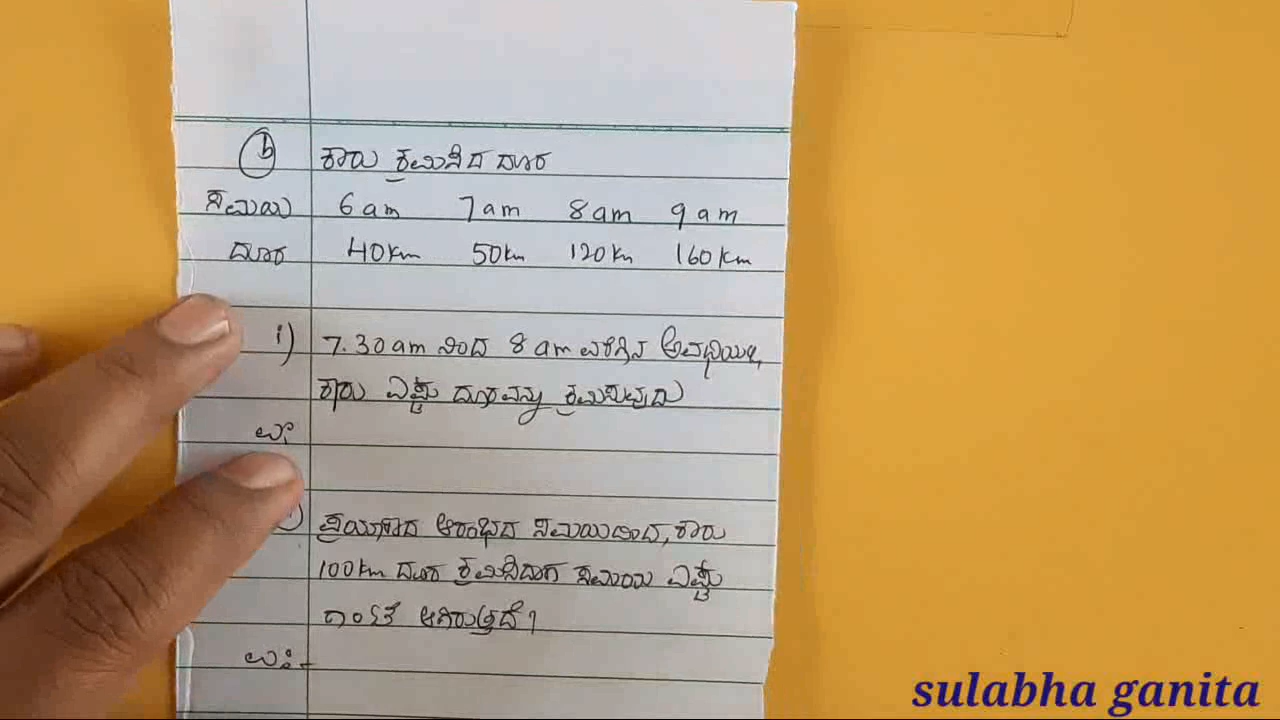 b ಕಾರು ಕ್ರಮಿಸಿದ ದೂರ
ಸಮಯ 6 am 7 am 8 am 9 am
ದೂರ 40 km 50 km 120 km 160 km
i) 7.30 am ನಿಂದ 8 am ವರೆಗಿನ ಅವಧಿಯಲ್ಲಿ,
ಕಾರು ಎಷ್ಟು ದೂರವನ್ನು ಕ್ರಮಿಸುವುದು
ಉ:
ಪ್ರಯಾಣದ ಆರಂಭದ ಸಮಯದಿಂದ, ಕಾರು
100 km ದೂರ ಕ್ರಮಿಸಿದಾಗ ಸಮಯ ಎಷ್ಟು
ಗಂಟೆ ಆಗಿರುತ್ತದೆ?
ಉ:-
sulabha ganita